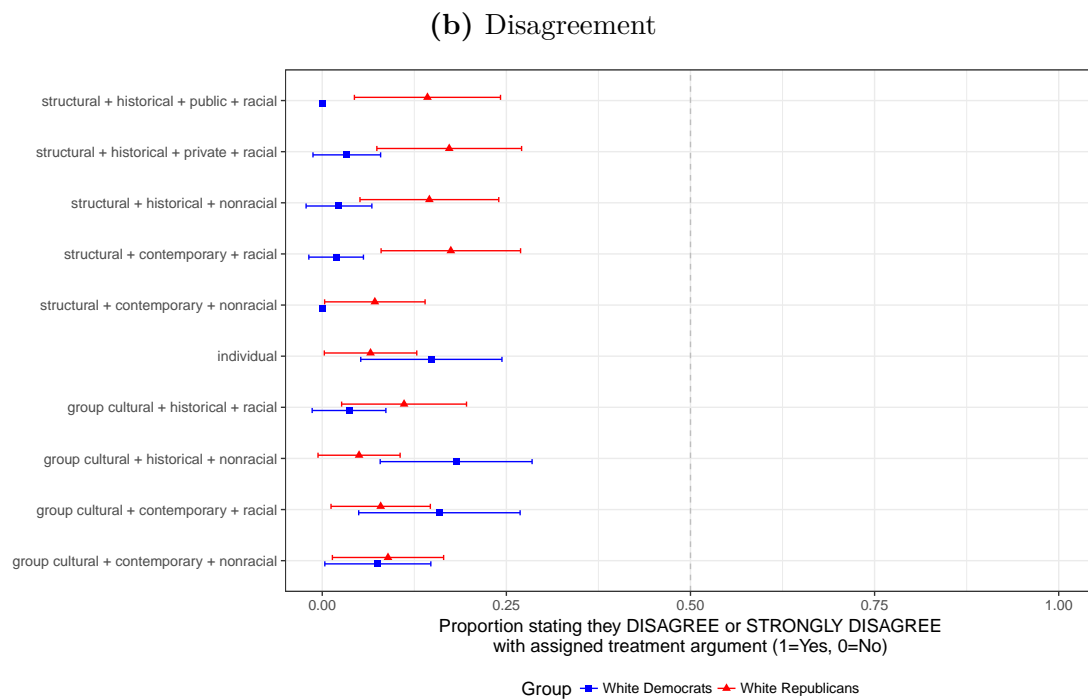 (b) Disagreement
structural + historical + public + racial
structural + historical + private + racial
structural + historical + nonracial
structural + contemporary + racial
structural + contemporary + nonracial
individual
group cultural + historical + racial
group cultural + historical + nonracial
group cultural + contemporary + racial
group cultural + contemporary + nonracial
0.00 0.25 0.50 0.75 1.00
Proportion stating they DISAGREE or STRONGLY DISAGREE
with assigned treatment argument (1=Yes, 0=No)
Group White Democrats White Republicans